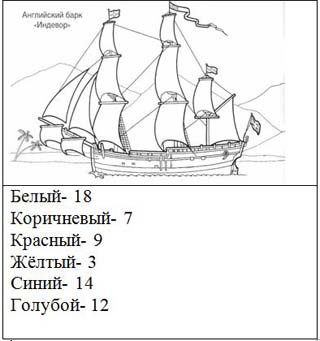 Английский барк
«Индевор»
Белый- 18
Коричневый- 7
Красный- 9
Жёлтый- 3
Синий- 14
Голубой- 12